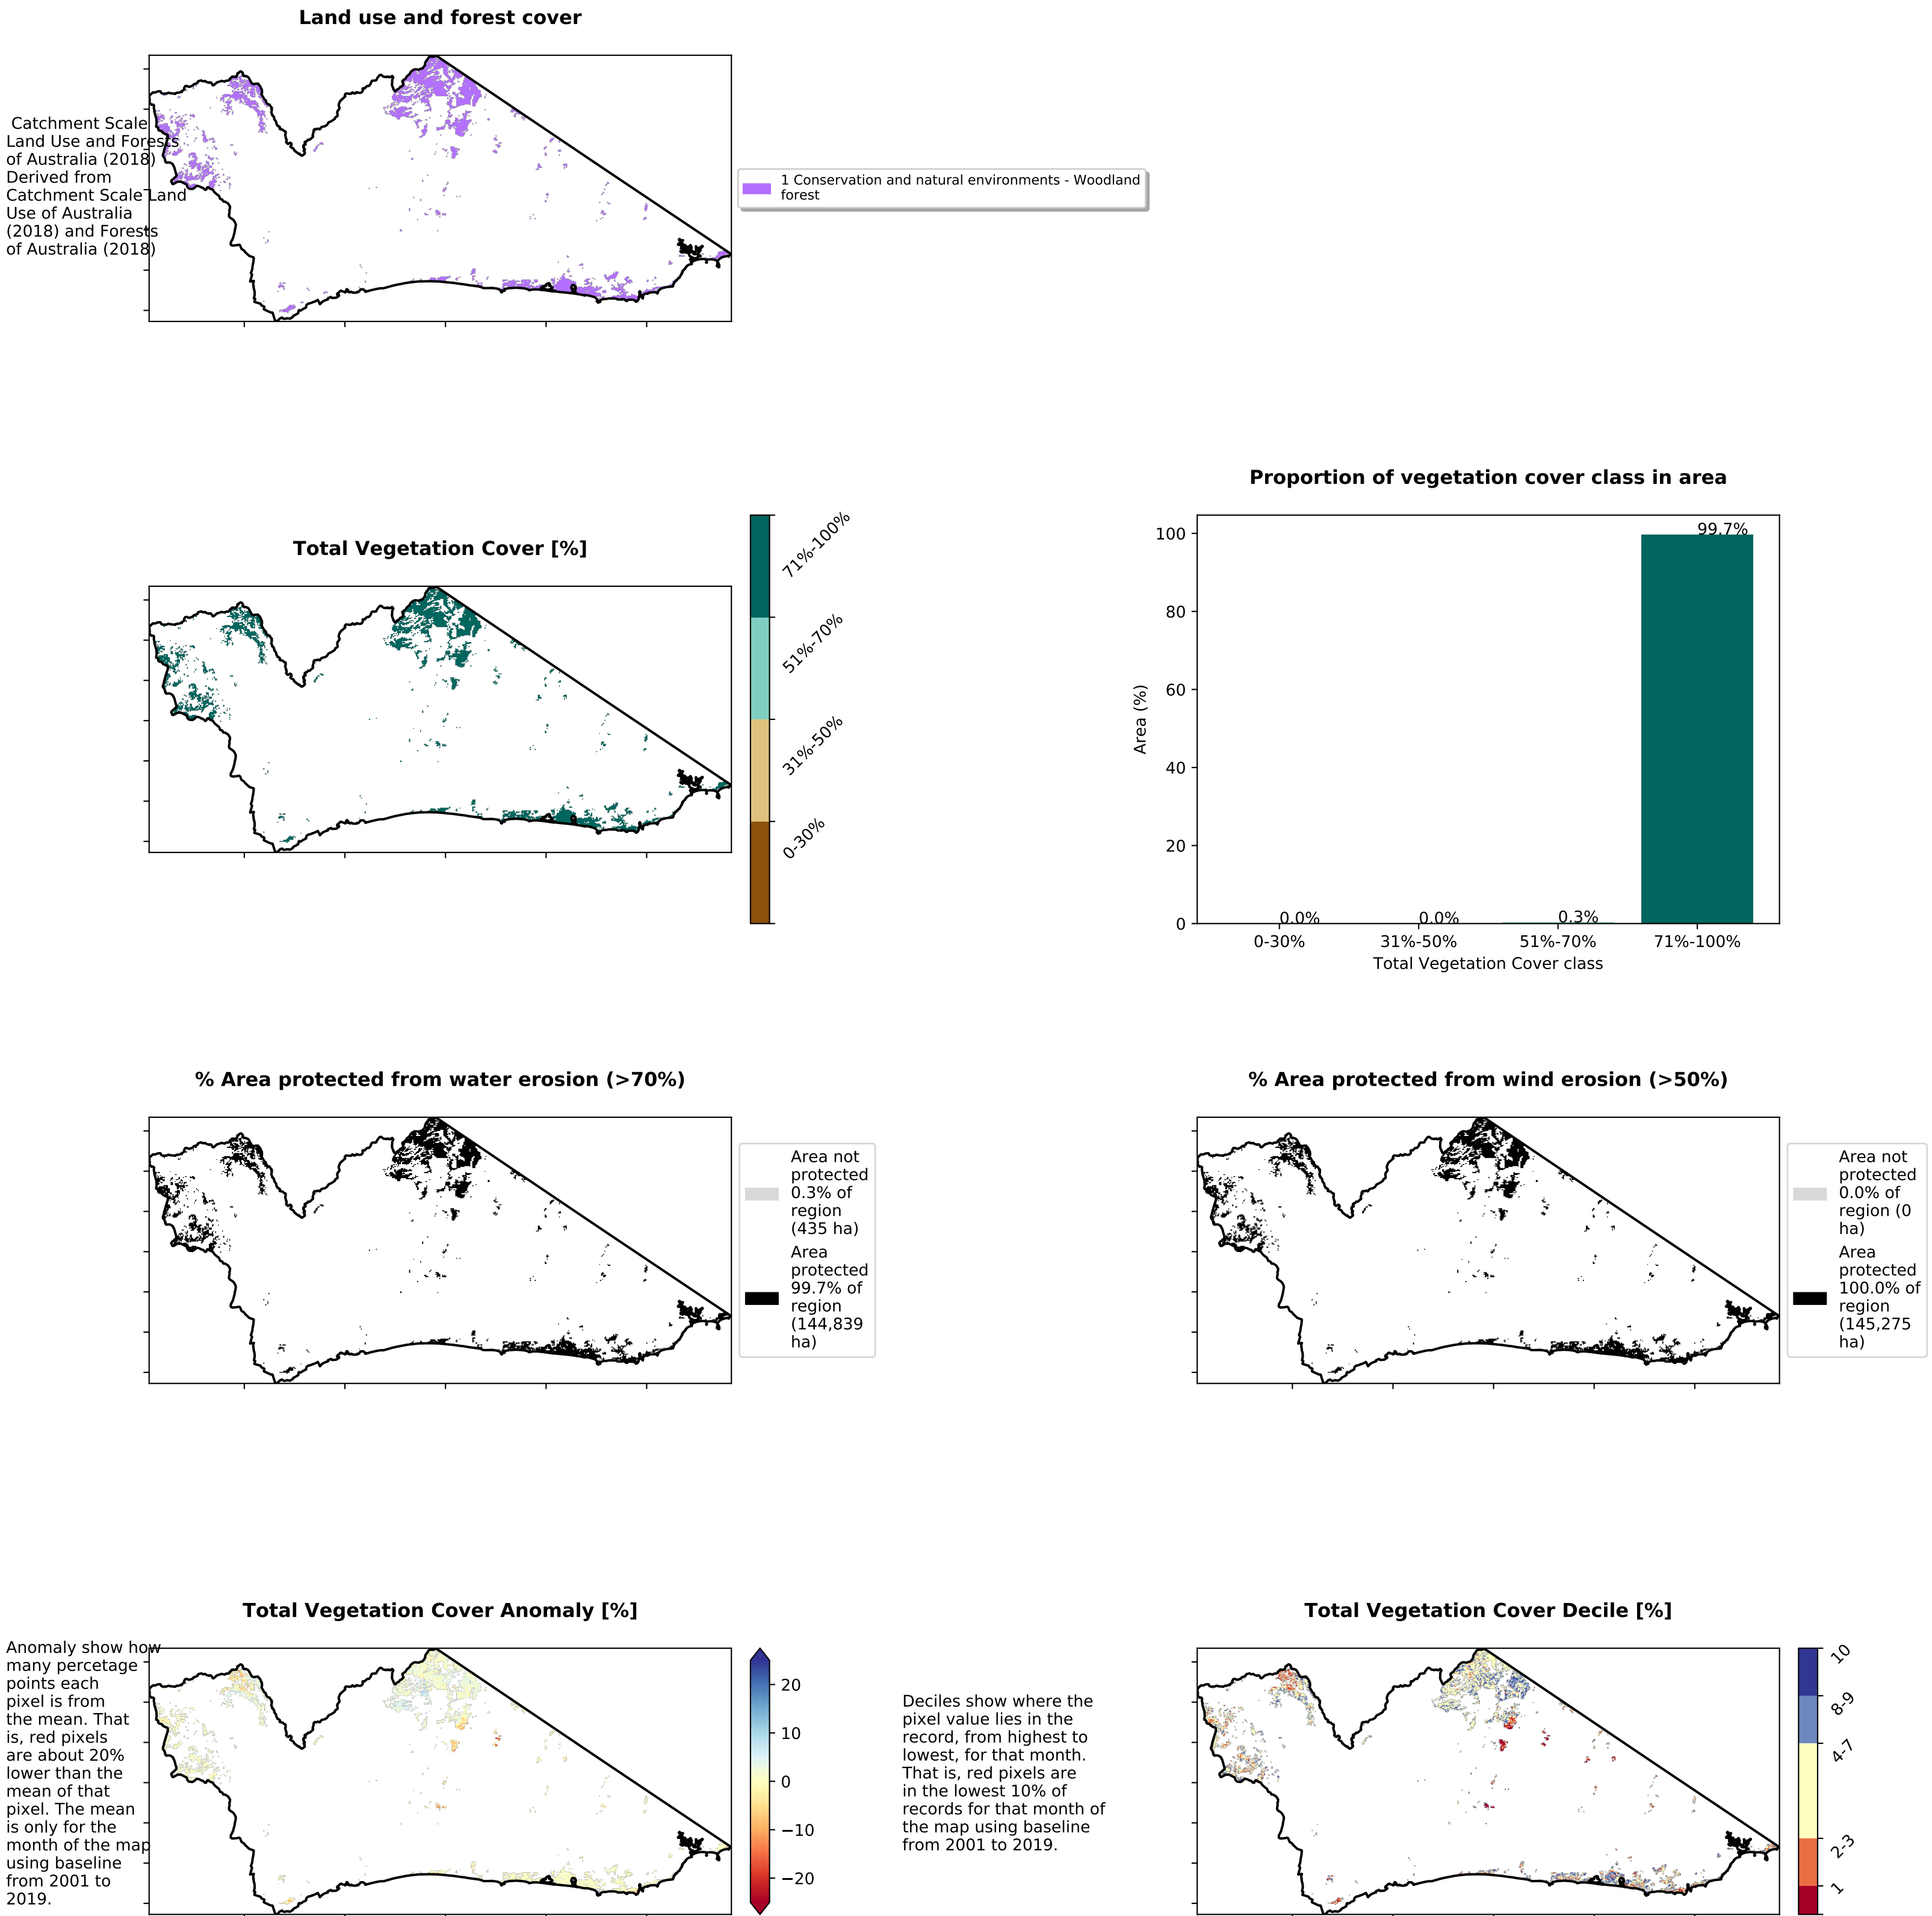 Land use and forest cover
Catchment Scale
Land Use and Forests
of Australia (2018)
Derived from
Catchment Scale Land
Use of Australia
(2018) and Forests
of Australia (2018)
1 Conservation and natural environments - Woodland
forest
Total Vegetation Cover [%]
71%-100%
51%-70%
31%-50%
0-30%
Proportion of vegetation cover class in area
Area (%)
100
80
60
40
20
0
0.0%
0.0%
0.3%
99.7%
0-30%
31%-50%
51%-70%
71%-100%
Total Vegetation Cover class
% Area protected from water erosion (>70%)
Area not
protected
0.3% of
region
(435 ha)
Area
protected
99.7% of
region
(144,839
ha)
% Area protected from wind erosion (>50%)
Area not
protected
0.0% of
region (0
ha)
Area
protected
100.0% of
region
(145,275
ha)
Total Vegetation Cover Anomaly [%]
Anomaly show how
many percetage
points each
pixel is from
the mean. That
is, red pixels
are about 20%
lower than the
mean of that
pixel. The mean
is only for the
month of the map
using baseline
from 2001 to
2019.
20
10
0
−10
−20
Total Vegetation Cover Decile [%]
Deciles show where the
pixel value lies in the
record, from highest to
lowest, for that month.
That is, red pixels are
in the lowest 10% of
records for that month of
the map using baseline
from 2001 to 2019.
10
8-9
4-7
2-3
1